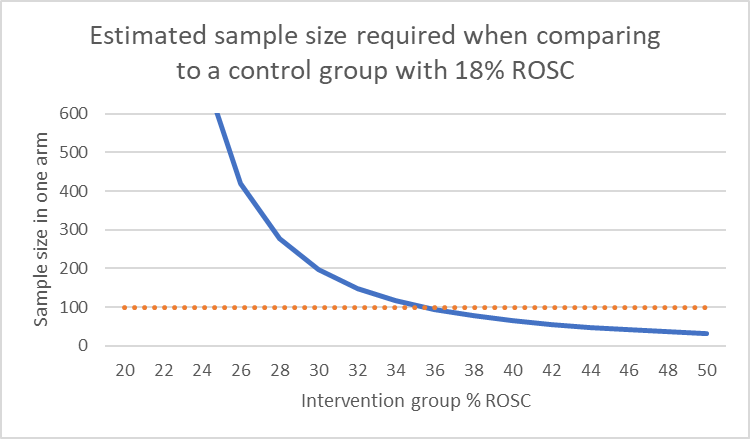 Estimated sample size required when comparing
to a control group with 18% ROSC
Sample size in one arm
600
500
400
300
200
100
0
20 22 24 26 28 30 32 34 36 38 40 42 44 46 48 50
Intervention group % ROSC